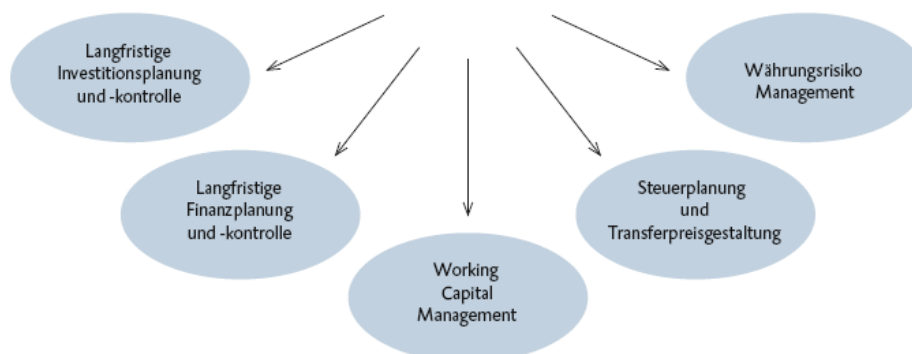 Langfristige
Investitionsplanung
und -kontrolle
Währungsrisiko
Management
Langfristige
Finanzplanung
und -kontrolle
Steuerplanung
und
Transferpreisgestaltung
Working
Capital
Management